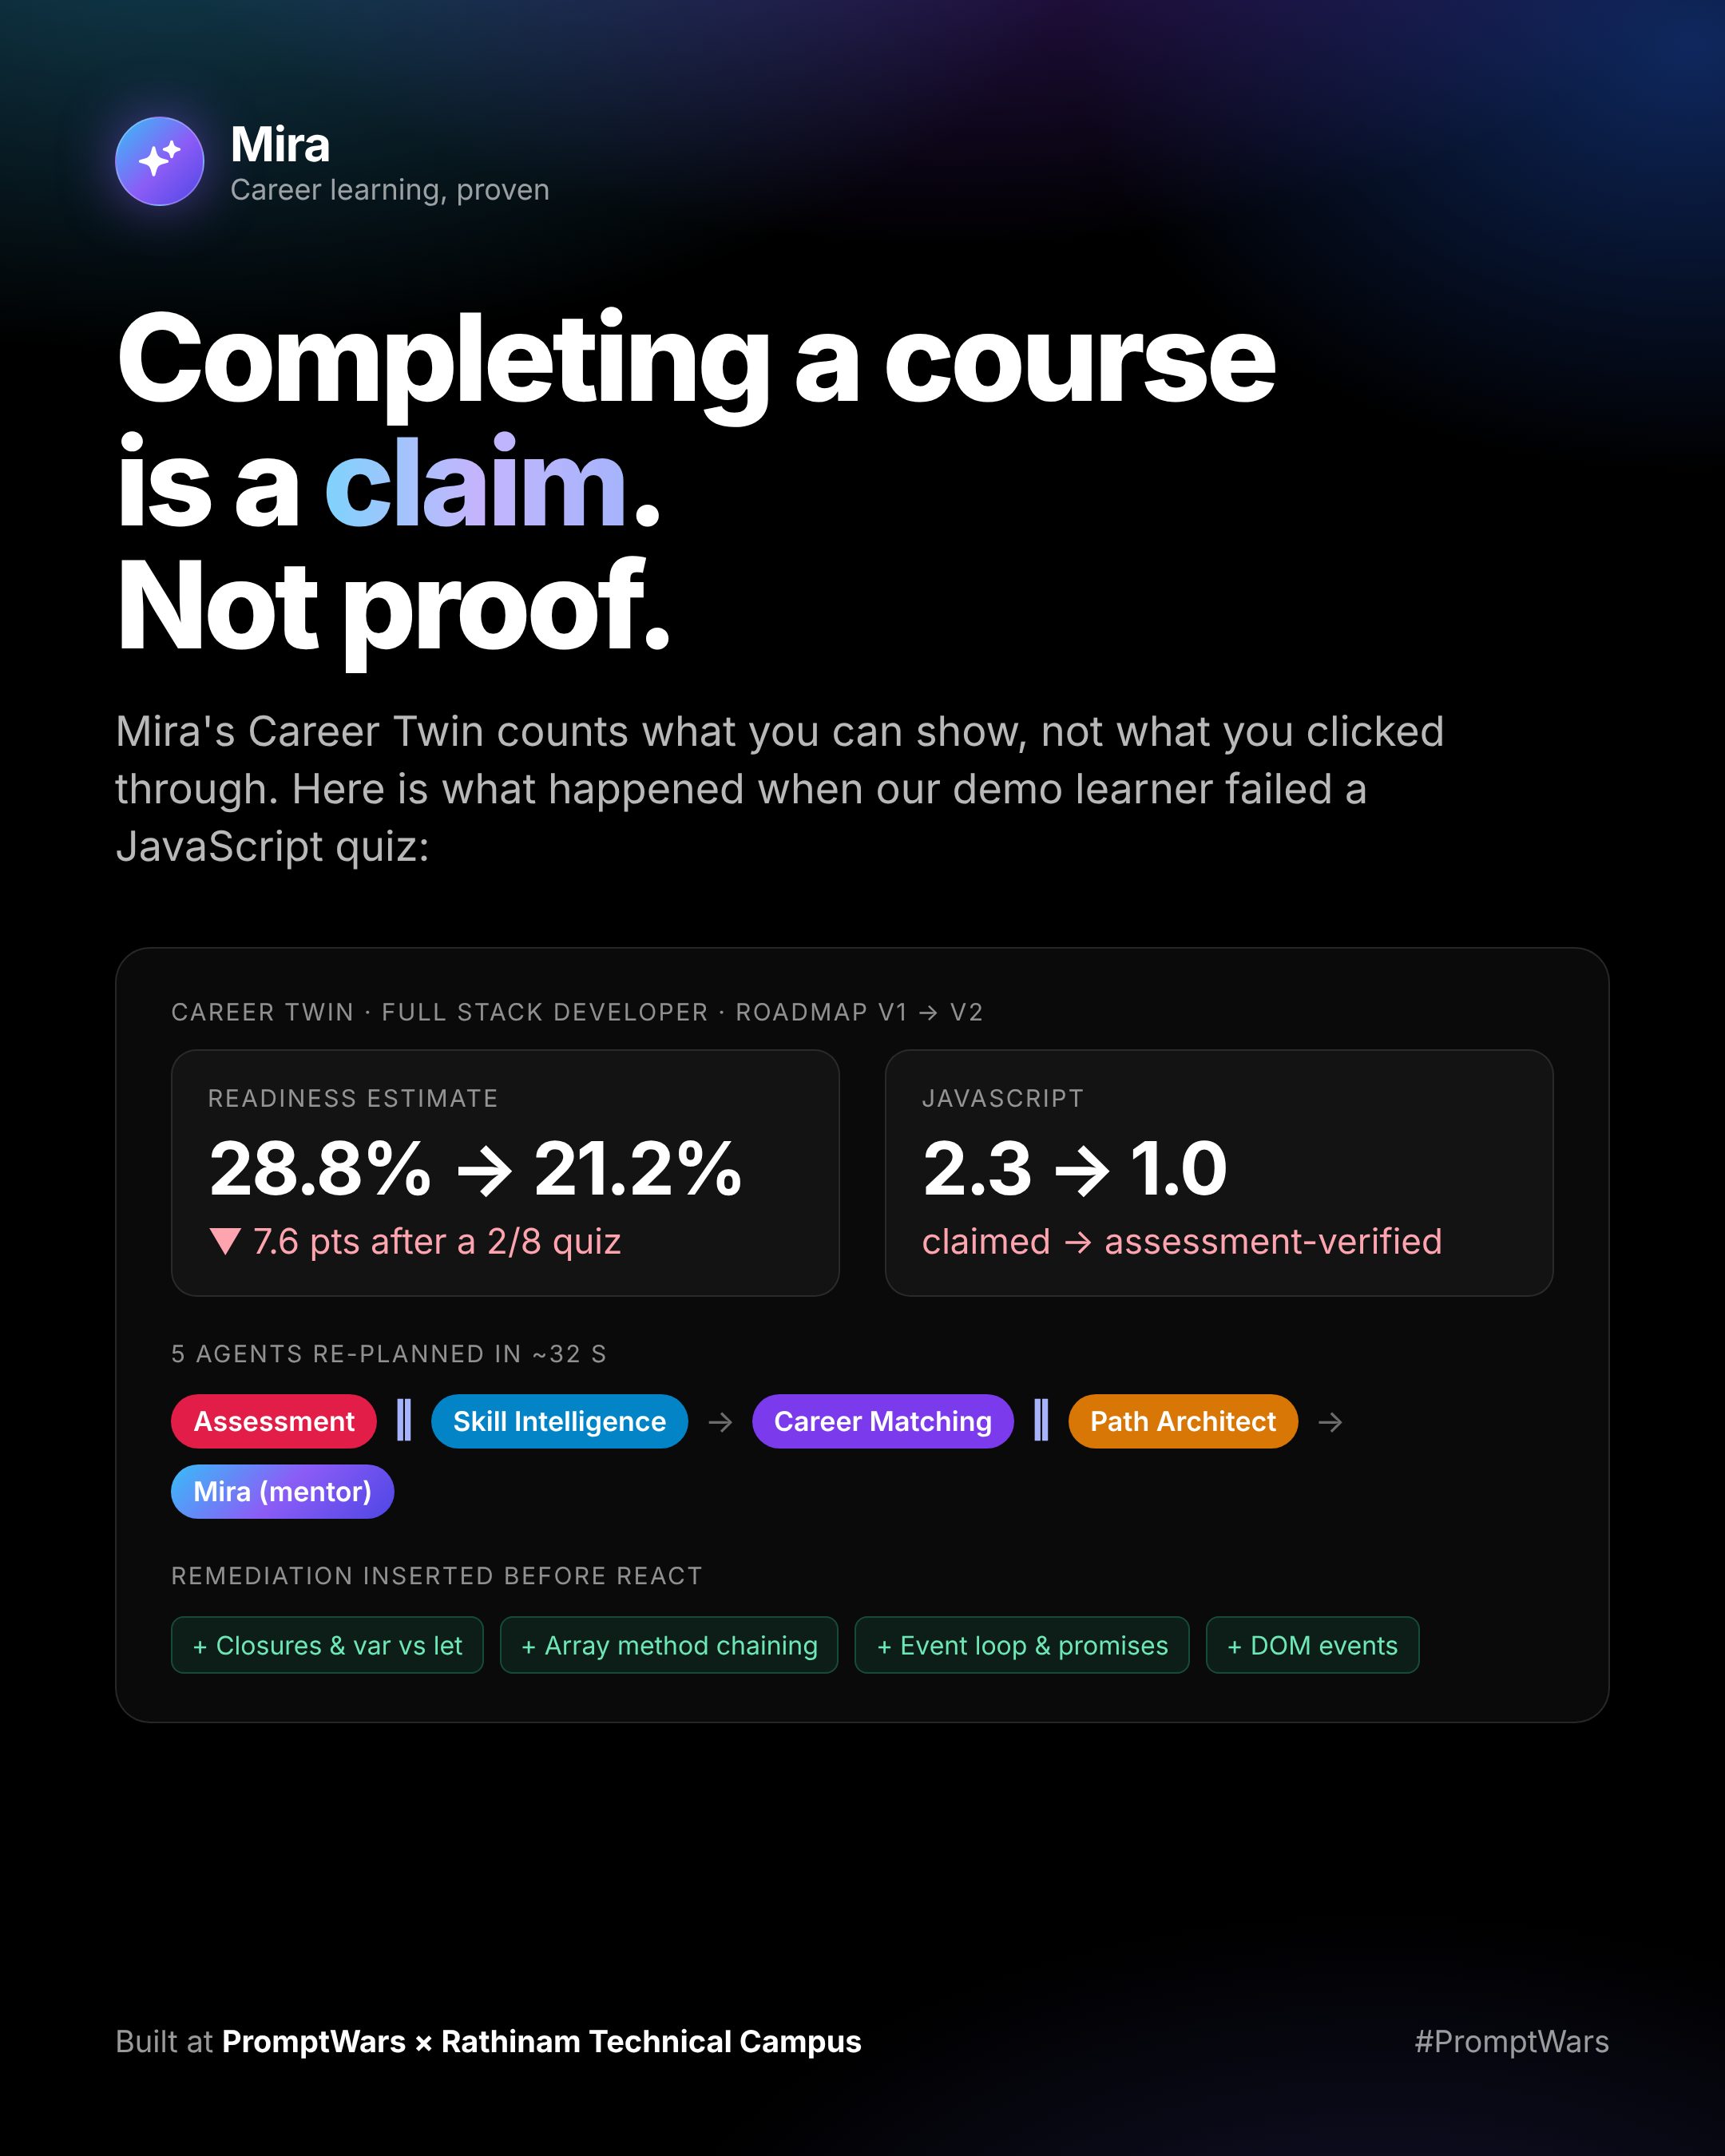 Mira
Career learning, proven
Completing a course
is a claim.
Not proof.
Mira's Career Twin counts what you can show, not what you clicked
through. Here is what happened when our demo learner failed a
JavaScript quiz:
CAREER TWIN · FULL STACK DEVELOPER · ROADMAP V1 → V2
READINESS ESTIMATE
28.8% → 21.2%
▼ 7.6 pts after a 2/8 quiz
JAVASCRIPT
2.3 → 1.0
claimed → assessment-verified
5 AGENTS RE-PLANNED IN ~32 S
Assessment ‖ Skill Intelligence → Career Matching ‖ Path Architect →
Mira (mentor)
REMEDIATION INSERTED BEFORE REACT
+ Closures & var vs let + Array method chaining + Event loop & promises + DOM events
Built at PromptWars × Rathinam Technical Campus #PromptWars